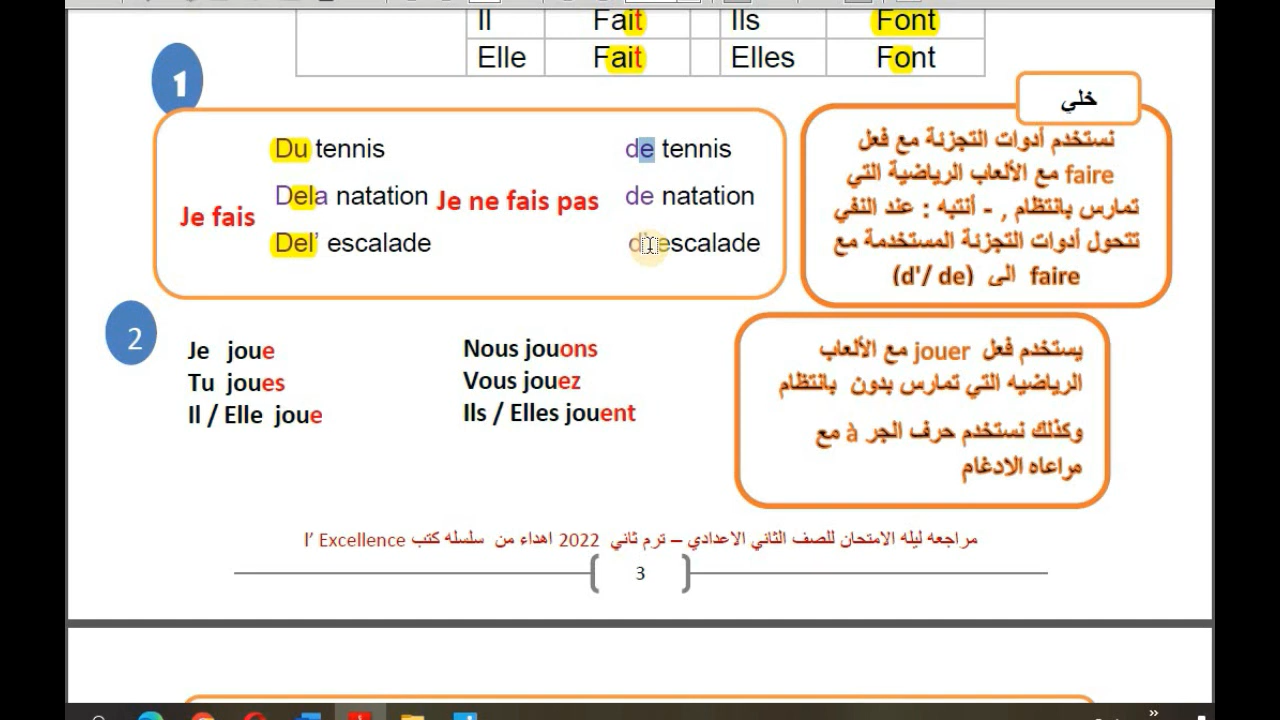 Il Fait Ils Font
Elle Fait Elles Font
1
خلي
Du tennis de tennis
Dela natation de natation
Je fais Je ne fais pas
Del' escalade d' escalade
نستخدم أدوات التجزئة مع فعل
faire مع الألعاب الرياضية التي
تمارس بانتظام , - أنتبه : عند النفي
تتحول أدوات التجزئة المستخدمة مع
faire الى (d'/ de)
2
Je joue Nous jouons
Tu joues Vous jouez
Il / Elle joue Ils / Elles jouent
يستخدم فعل jouer مع الألعاب
الرياضيه التي تمارس بدون بانتظام
وكذلك نستخدم حرف الجر à مع
مراعاه الادغام
مراجعه ليله الامتحان للصف الثاني الاعدادي – ترم ثاني 2022 اهداء من سلسله كتب l' Excellence
3